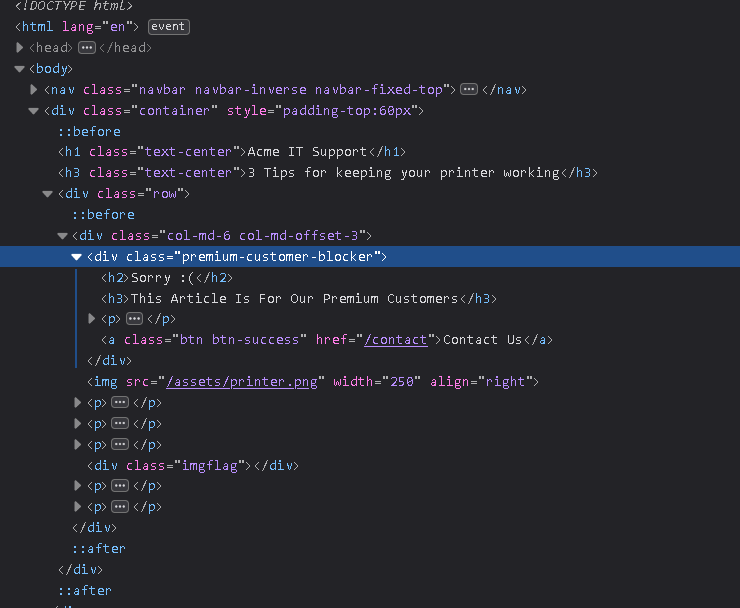 <!DOCTYPE html>
<html lang="en"> event
<head> ••• </head>
<body>
<nav class="navbar navbar-inverse navbar-fixed-top"> ••• </nav>
<div class="container" style="padding-top:60px">
::before
<h1 class="text-center">Acme IT Support</h1>
<h3 class="text-center">3 Tips for keeping your printer working</h3>
<div class="row">
::before
<div class="col-md-6 col-md-offset-3">
<div class="premium-customer-blocker">
<h2>Sorry :(</h2>
<h3>This Article Is For Our Premium Customers</h3>
<p> ••• </p>
<a class="btn btn-success" href="/contact">Contact Us</a>
</div>
<img src="/assets/printer.png" width="250" align="right">
<p> ••• </p>
<p> ••• </p>
<p> ••• </p>
<div class="imgflag"></div>
<p> ••• </p>
<p> ••• </p>
</div>
::after
</div>
::after